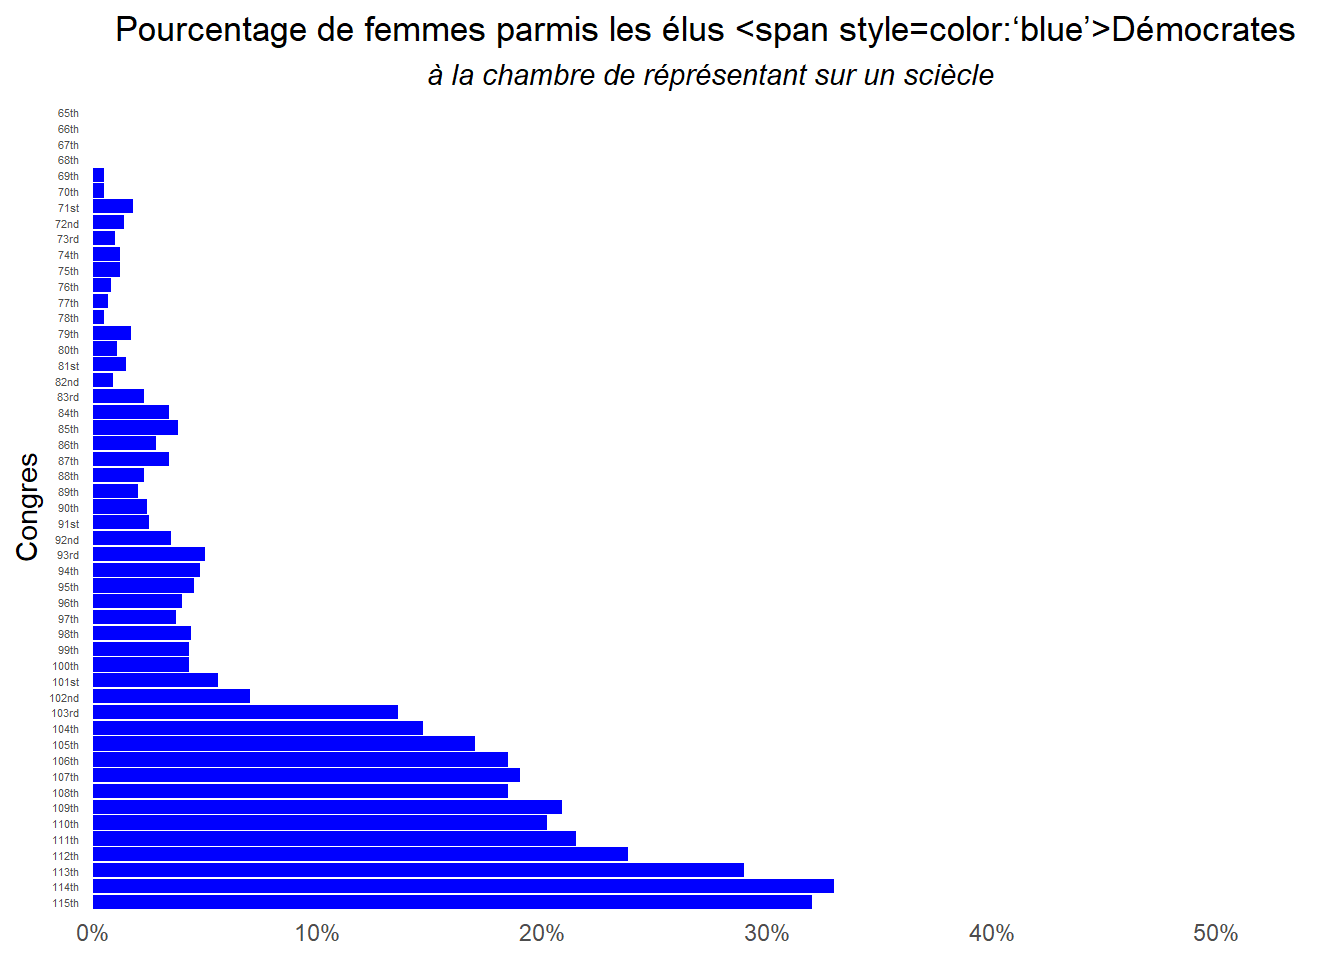 Pourcentage de femmes parmis les élus <span style=color:‘blue’>Démocrates
à la chambre de réprésentant sur un sciècle
Congres
65th
66th
67th
68th
69th
70th
71st
72nd
73rd
74th
75th
76th
77th
78th
79th
80th
81st
82nd
83rd
84th
85th
86th
87th
88th
89th
90th
91st
92nd
93rd
94th
95th
96th
97th
98th
99th
100th
101st
102nd
103rd
104th
105th
106th
107th
108th
109th
110th
111th
112th
113th
114th
115th
0% 10% 20% 30% 40% 50%